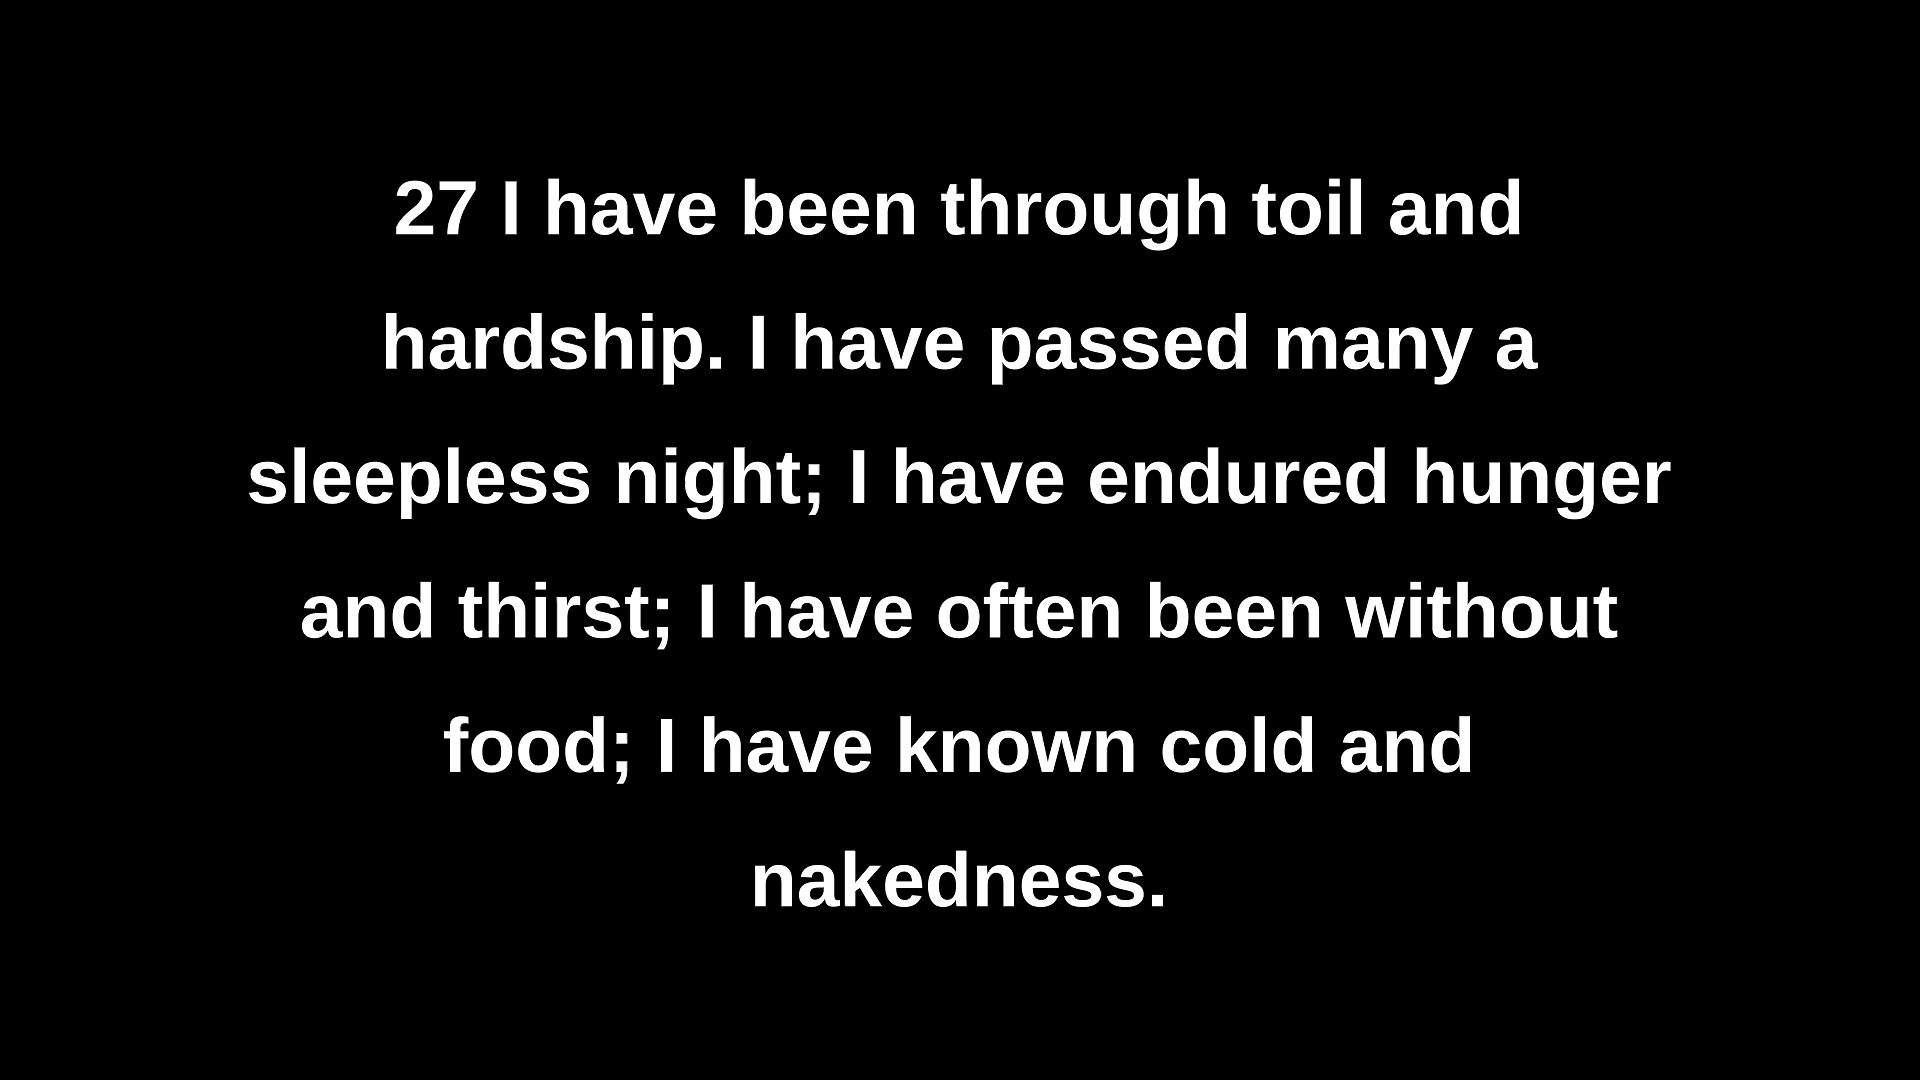 27 I have been through toil and
hardship. I have passed many a
sleepless night; I have endured hunger
and thirst; I have often been without
food; I have known cold and
nakedness.